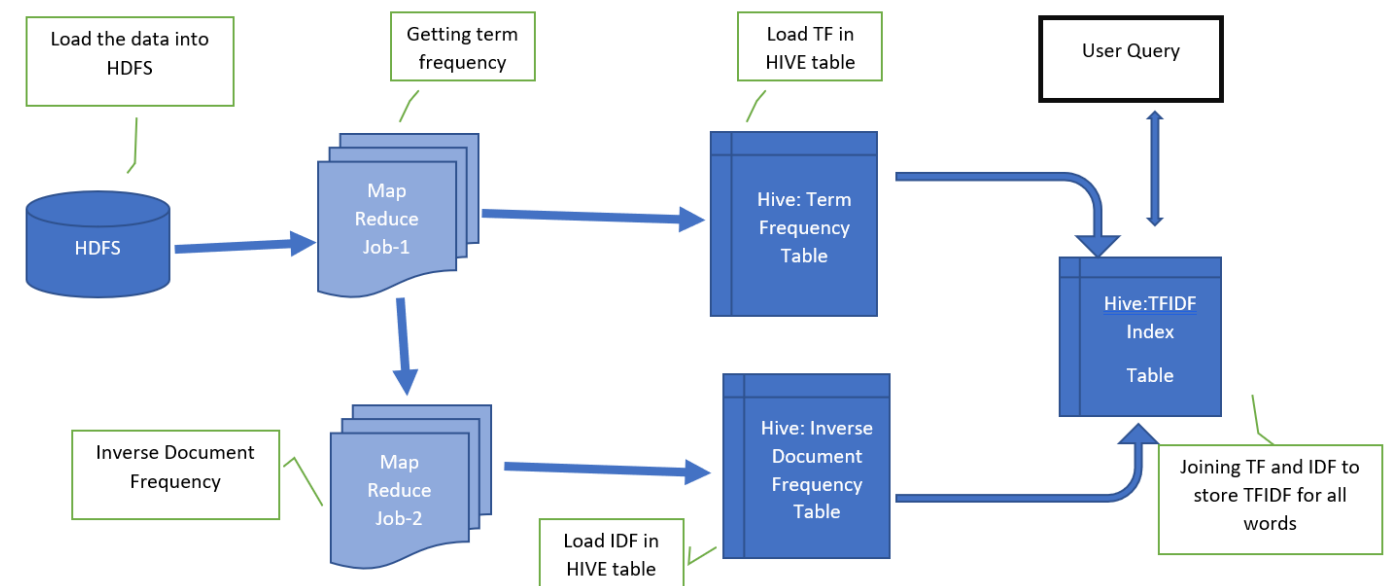 Load the data into
HDFS
Getting term
frequency
Load TF in
HIVE table
User Query
HDFS
Map
Reduce
Job-1
Hive: Term
Frequency
Table
Hive:TFIDF
Index
Table
Inverse Document
Frequency
Map
Reduce
Job-2
Load IDF in
HIVE table
Hive: Inverse
Document
Frequency
Table
Joining TF and IDF to
store TFIDF for all
words